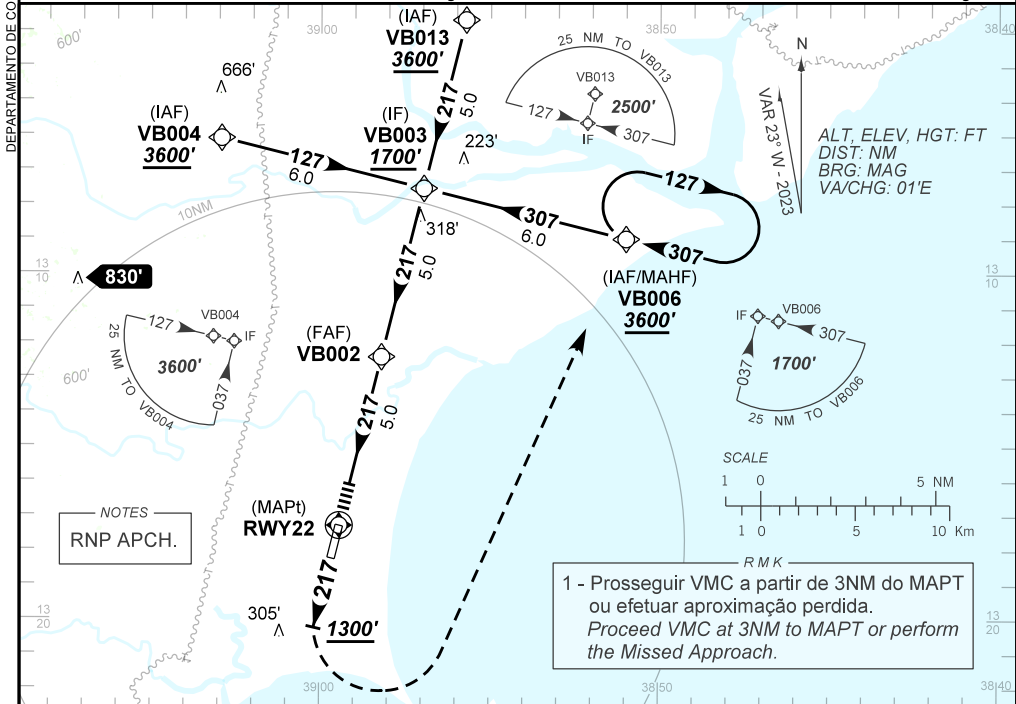 DEPARTAMENTO DE CO
600'
39:00
38:50
38:40
(IAF)
VB013
3600'
217
5.0
25 NM TO VB013
VB013
2500'
127
IF
307
N
VAR 23° W - 2023
ALT, ELEV, HGT: FT
DIST: NM
BRG: MAG
VA/CHG: 01'E
666'
(IAF)
VB004
3600'
127
6.0
(IF)
VB003
1700'
223'
10NM
318'
307
6.0
127
307
(IAF/MAHF)
VB006
3600'
13
10
830'
217
5.0
13
10
VB004
127
IF
3600'
037
25 NM TO VB004
600'
(FAF)
VB002
IF
VB006
307
1700'
037
25 NM TO VB006
217
5.0
SCALE
1 0 5 NM
1 0 5 10 Km
(MAPt)
RWY22
NOTES
RNP APCH.
217
305'
1300'
RMK
1 - Prosseguir VMC a partir de 3NM do MAPT
ou efetuar aproximação perdida.
Proceed VMC at 3NM to MAPT or perform
the Missed Approach.
13
20
13
20
39:00
38:50
38:40